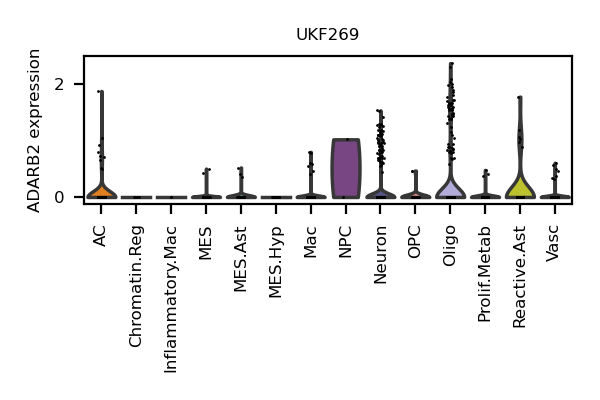 UKF269
ADARB2 expression
2
0
AC
Chromatin.Reg
Inflammatory.Mac
MES
MES.Ast
MES.Hyp
Mac
NPC
Neuron
OPC
Oligo
Prolif.Metab
Reactive.Ast
Vasc